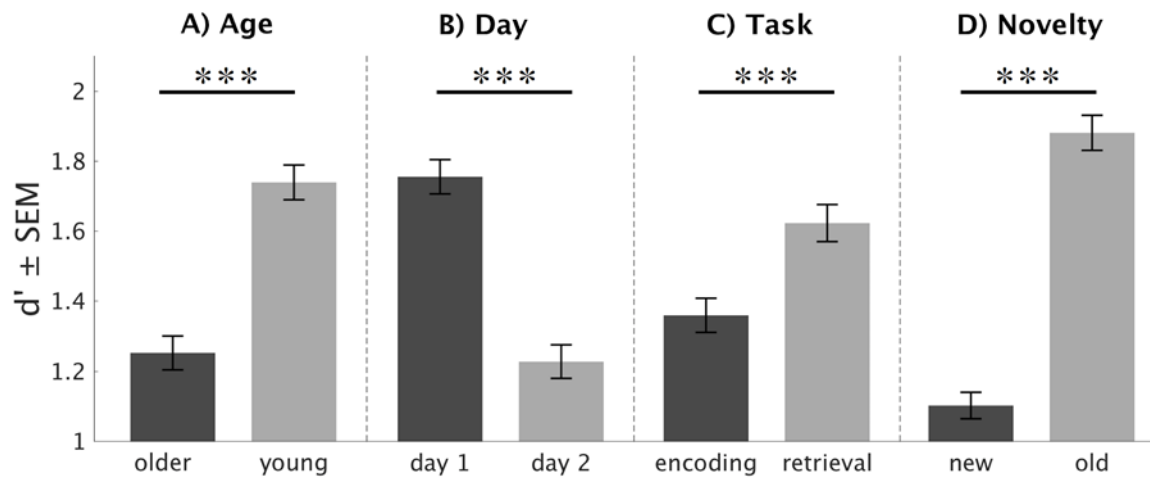 A) Age B) Day C) Task D) Novelty
*** *** *** ***
2
1.8
1.6
1.4
1.2
1
d' ± SEM
older young day 1 day 2 encoding retrieval new old